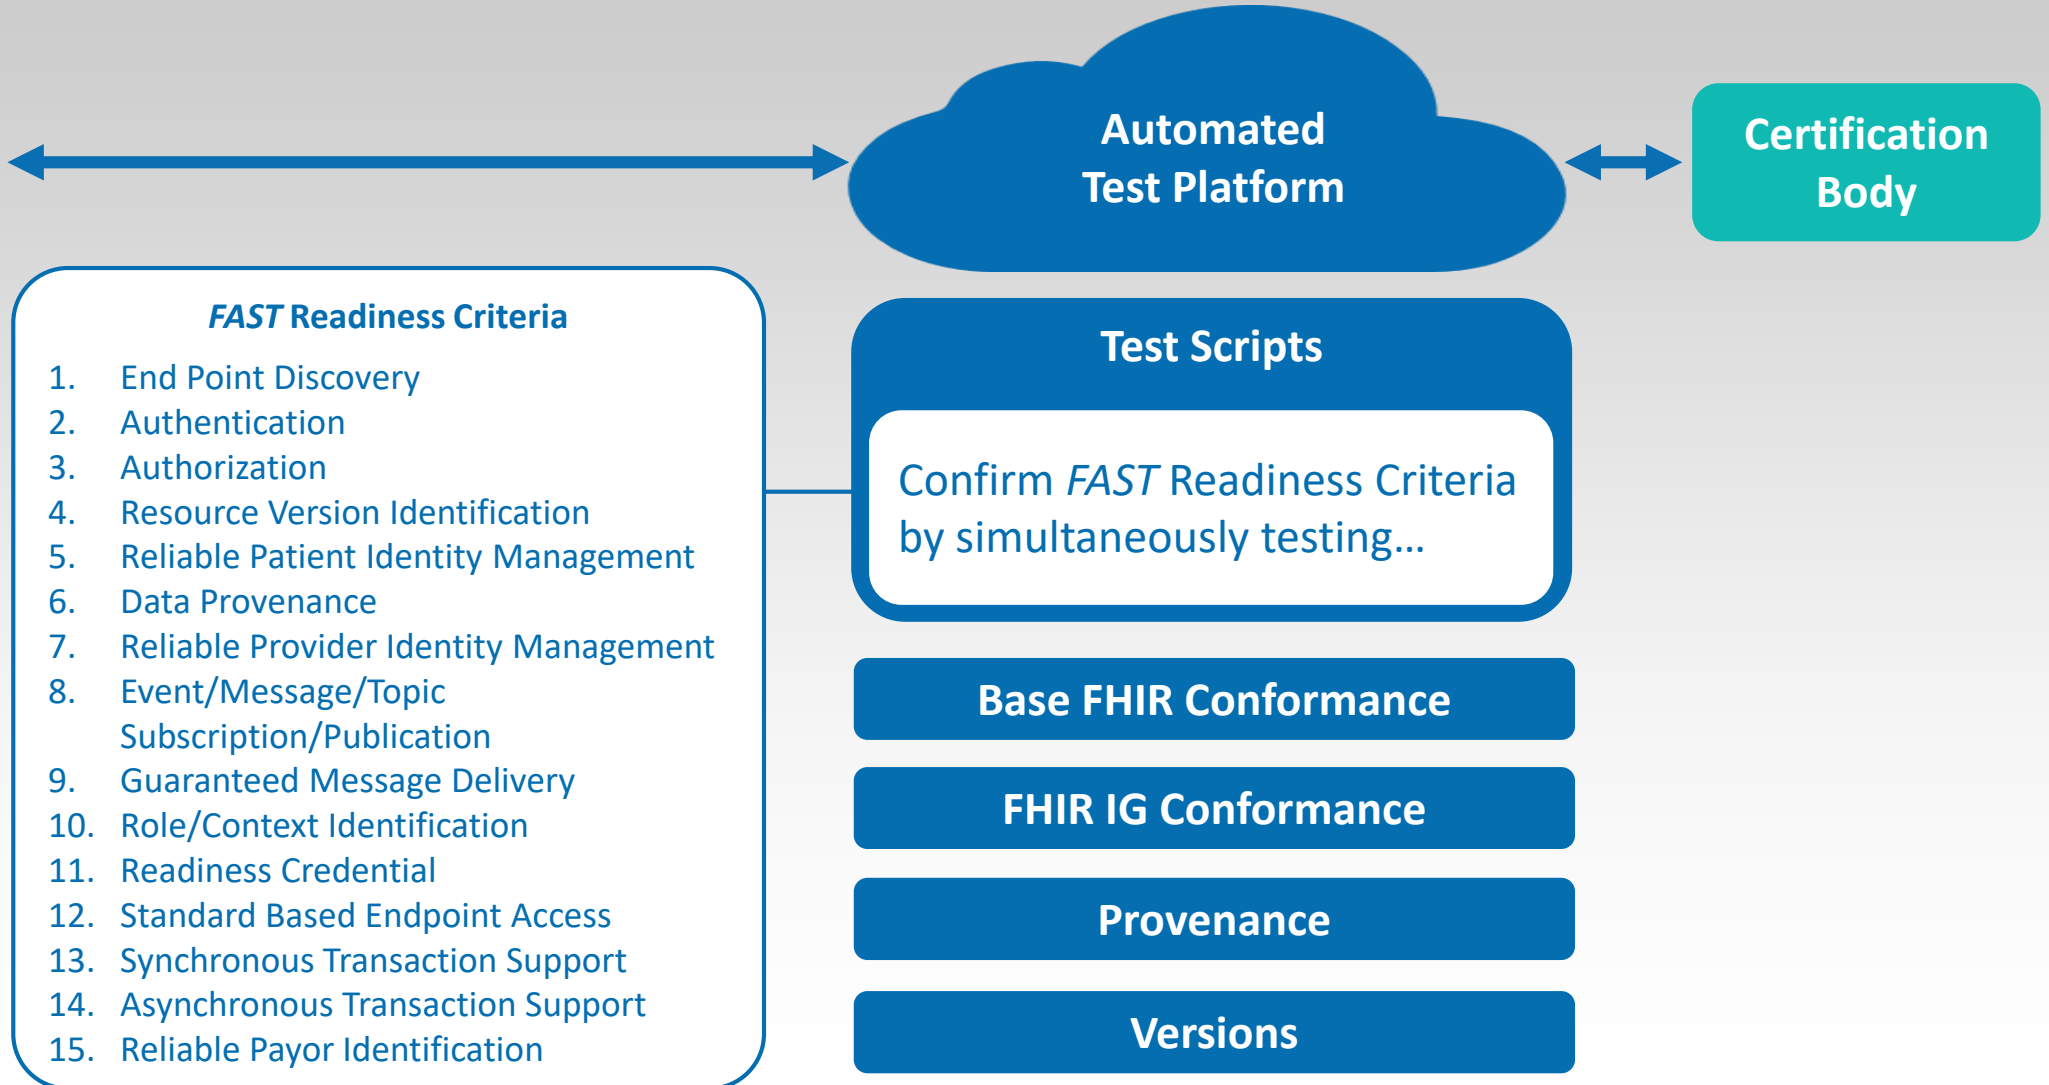 Automated
Test Platform
Certification
Body
FAST Readiness Criteria
1. End Point Discovery
2. Authentication
3. Authorization
4. Resource Version Identification
5. Reliable Patient Identity Management
6. Data Provenance
7. Reliable Provider Identity Management
8. Event/Message/Topic
Subscription/Publication
9. Guaranteed Message Delivery
10. Role/Context Identification
11. Readiness Credential
12. Standard Based Endpoint Access
13. Synchronous Transaction Support
14. Asynchronous Transaction Support
15. Reliable Payor Identification
Test Scripts
Confirm FAST Readiness Criteria
by simultaneously testing...
Base FHIR Conformance
FHIR IG Conformance
Provenance
Versions